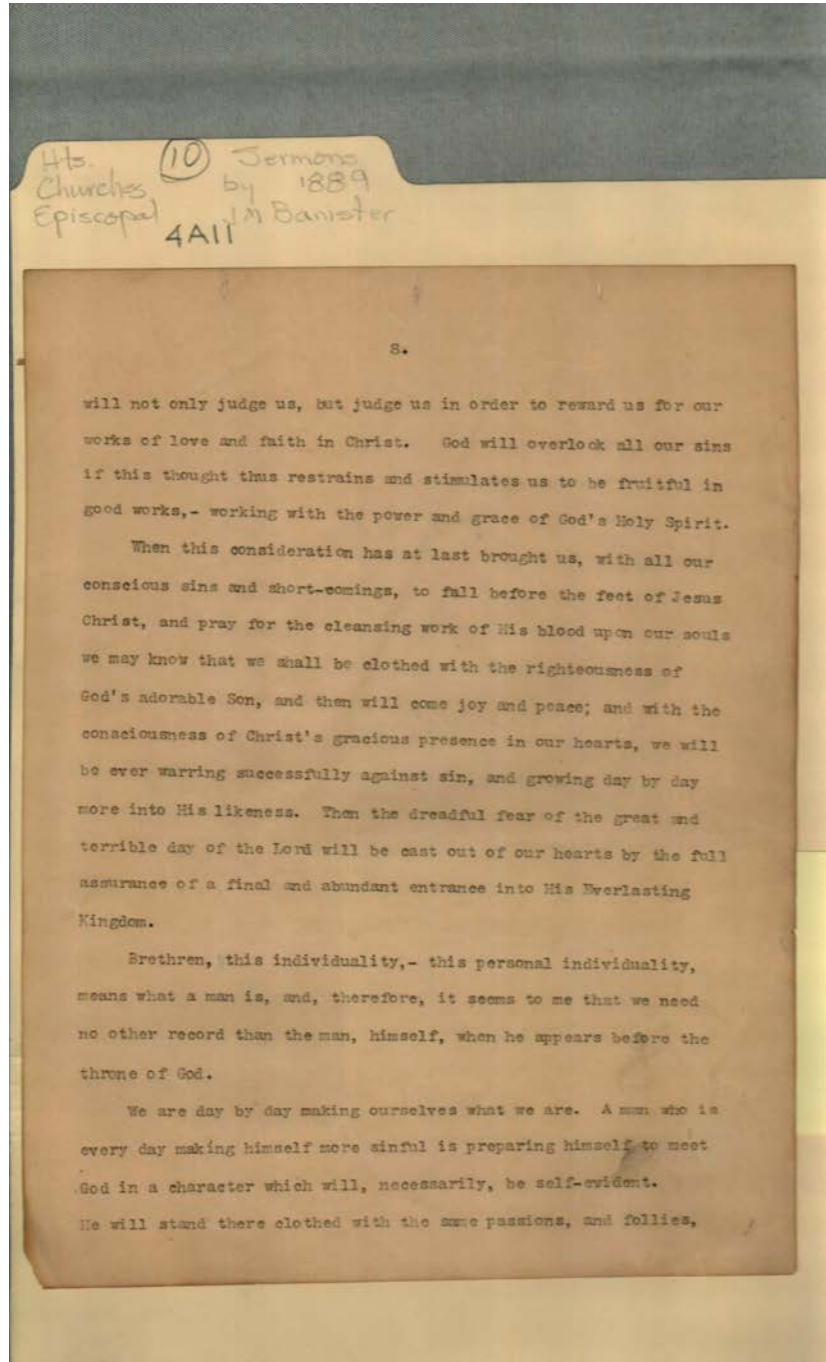 Hts. (10) Sermons
Churches by 1889
Episcopal J M Banister
4A11
8.
will not only judge us, but judge us in order to reward us for our
works of love and faith in Christ. God will overlook all our sins
if this thought thus restrains and stimulates us to be fruitful in
good works,- working with the power and grace of God's Holy Spirit.
When this consideration has at last brought us, with all our
conscious sins and short-comings, to fall before the feet of Jesus
Christ, and pray for the cleansing work of His blood upon our souls
we may know that we shall be clothed with the righteousness of
God's adorable Son, and then will come joy and peace; and with the
consciousness of Christ's gracious presence in our hearts, we will
be ever warring successfully against sin, and growing day by day
more into His likeness. Then the dreadful fear of the great and
terrible day of the Lord will be cast out of our hearts by the full
assurance of a final and abundant entrance into His Everlasting
Kingdom.
Brethren, this individuality,- this personal individuality,
means what a man is, and, therefore, it seems to me that we need
no other record than the man, himself, when he appears before the
throne of God.
We are day by day making ourselves what we are. A man who is
every day making himself more sinful is preparing himself to meet
God in a character which will, necessarily, be self-evident.
He will stand there clothed with the same passions, and follies,